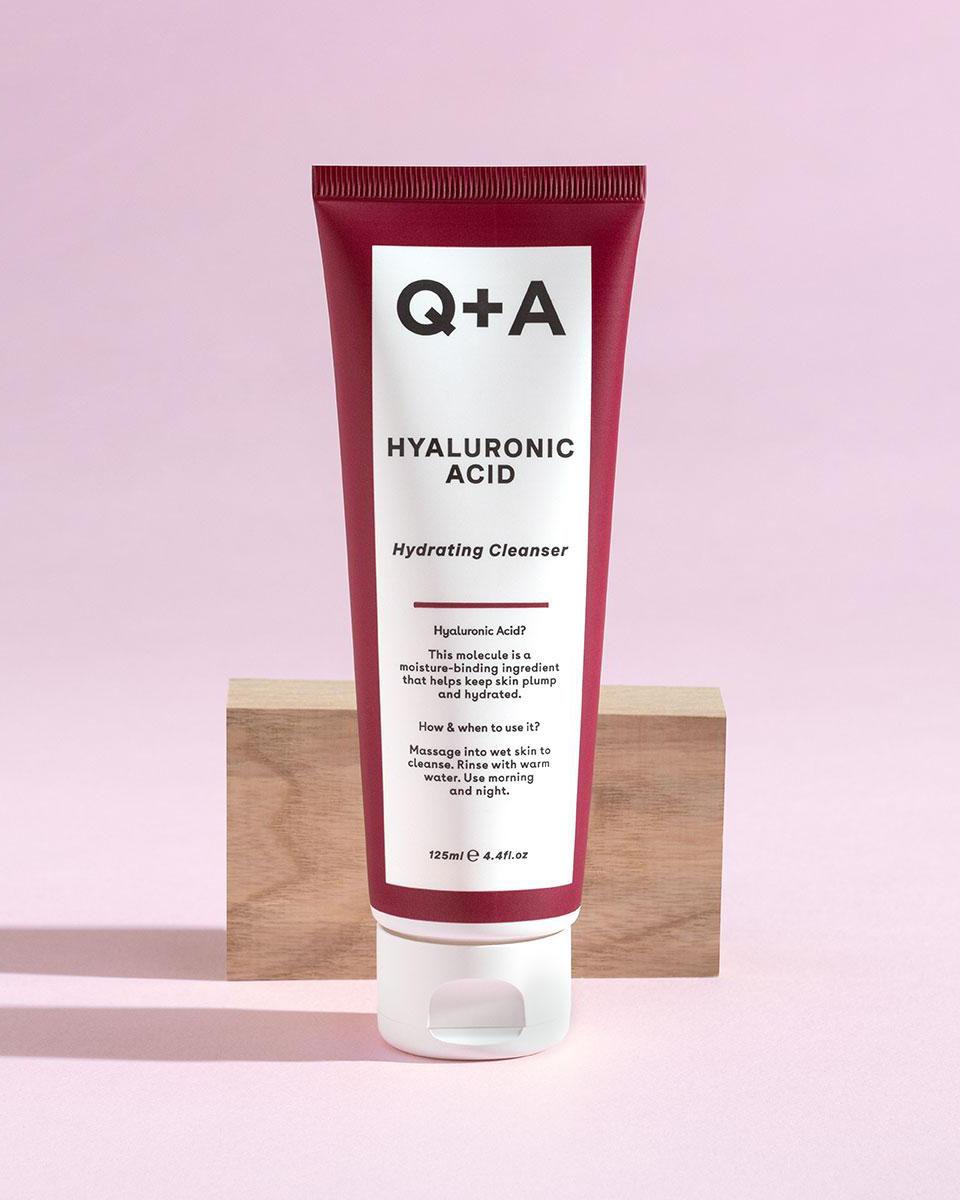 Q+A
HYALURONIC
ACID
Hydrating Cleanser
Hyaluronic Acid?
This molecule is a
moisture-binding ingredient
that helps keep skin plump
and hydrated.
How & when to use it?
Massage into wet skin to
cleanse. Rinse with warm
water. Use morning
and night.
125ml ℮ 4.4fl.oz